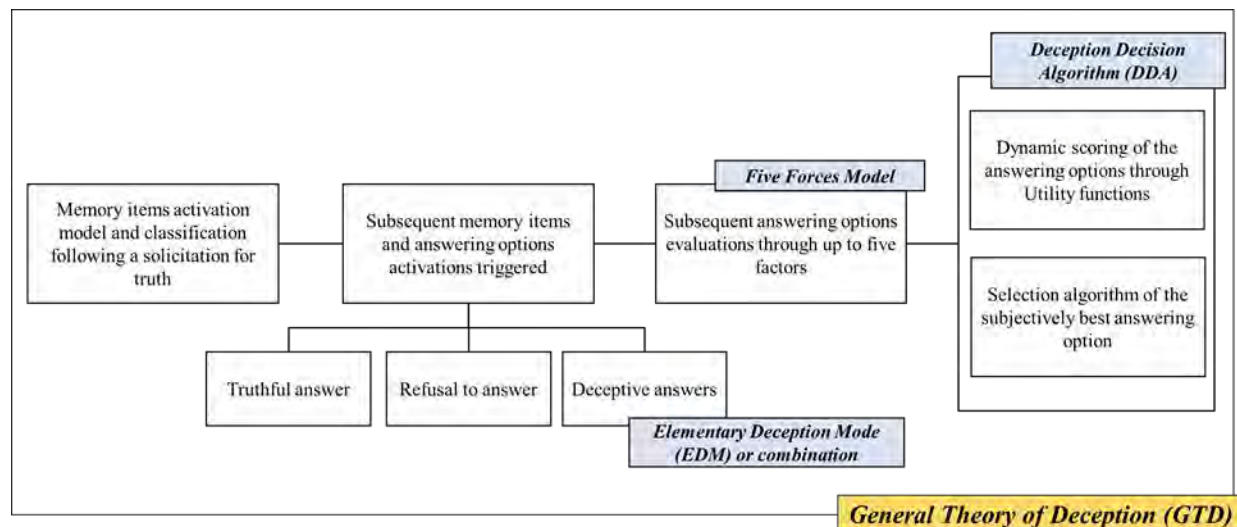 Deception Decision
Algorithm (DDA)
Dynamic scoring of the
answering options through
Utility functions
Selection algorithm of the
subjectively best answering
option
Five Forces Model
Subsequent answering options
evaluations through up to five
factors
Memory items activation
model and classification
following a solicitation for
truth
Subsequent memory items
and answering options
activations triggered
Truthful answer
Refusal to answer
Deceptive answers
Elementary Deception Mode
(EDM) or combination
General Theory of Deception (GTD)